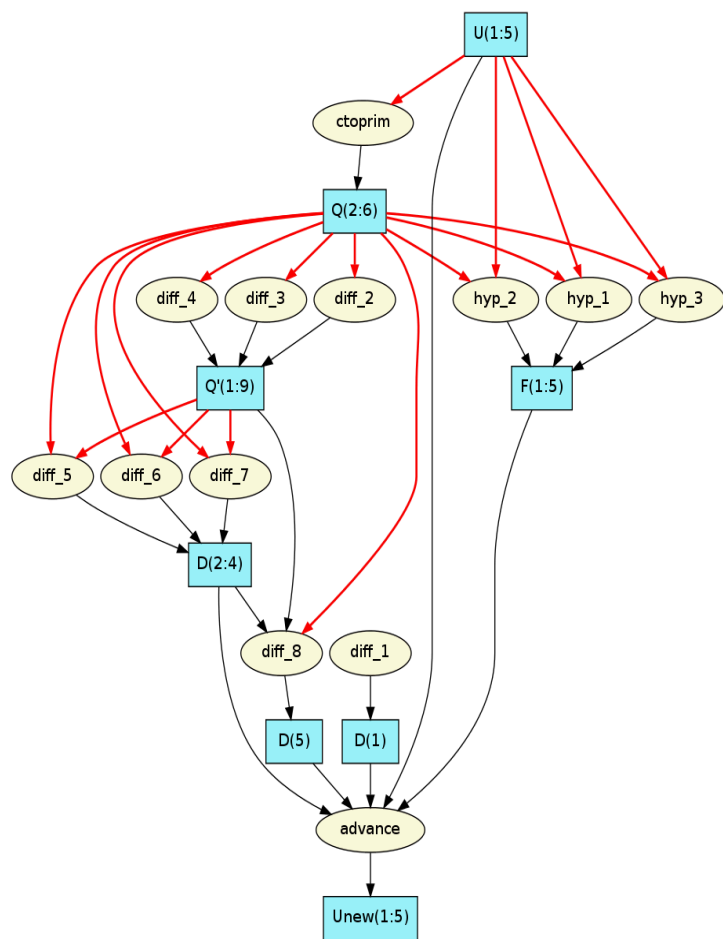 U(1:5)
ctoprim
Q(2:6)
diff_4
diff_3
diff_2
hyp_2
hyp_1
hyp_3
Q'(1:9)
F(1:5)
diff_5
diff_6
diff_7
D(2:4)
diff_8
diff_1
D(5)
D(1)
advance
Unew(1:5)